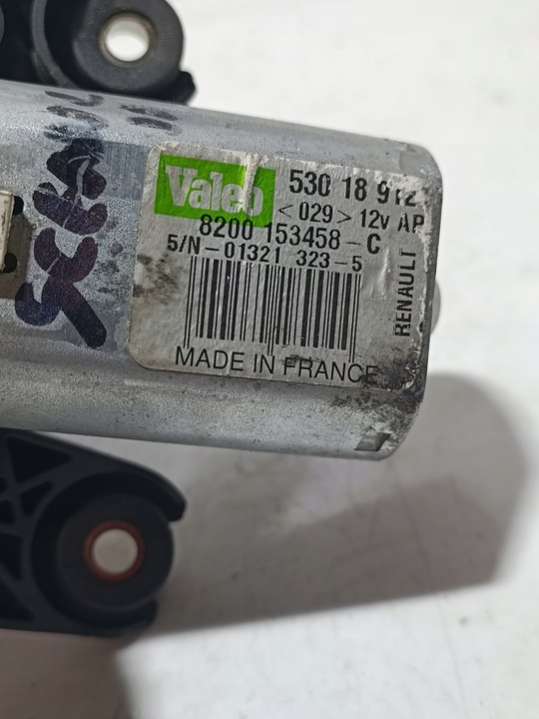 Valeo
530 18 912
<029> 12v AP
8200 153458-C
S/N-01321 323-5
RENAULT
MADE IN FRANCE